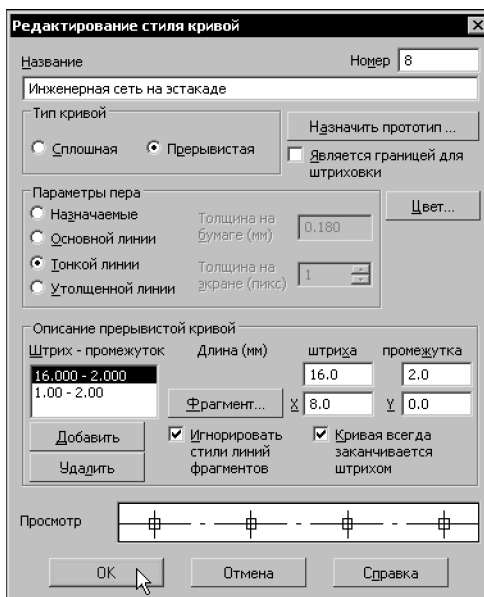 Редактирование стиля кривой
Название
Номер 8
Инженерная сеть на эстакаде
Тип кривой
Сплошная
Прерывистая
Назначить прототип ...
Является границей для
штриховки
Параметры пера
Назначаемые
Основной линии
Тонкой линии
Утолщенной линии
Толщина на
бумаге (мм)
0.180
Толщина на
экране (пикс)
1
Цвет...
Описание прерывистой кривой
Штрих - промежуток
Длина (мм)
штриха
промежутка
16.000 - 2.000
1.00 - 2.00
16.0
2.0
Фрагмент...
X 8.0
Y 0.0
Добавить
Удалить
Игнорировать
стили линий
фрагментов
Кривая всегда
заканчивается
штрихом
Просмотр
OK
Отмена
Справка